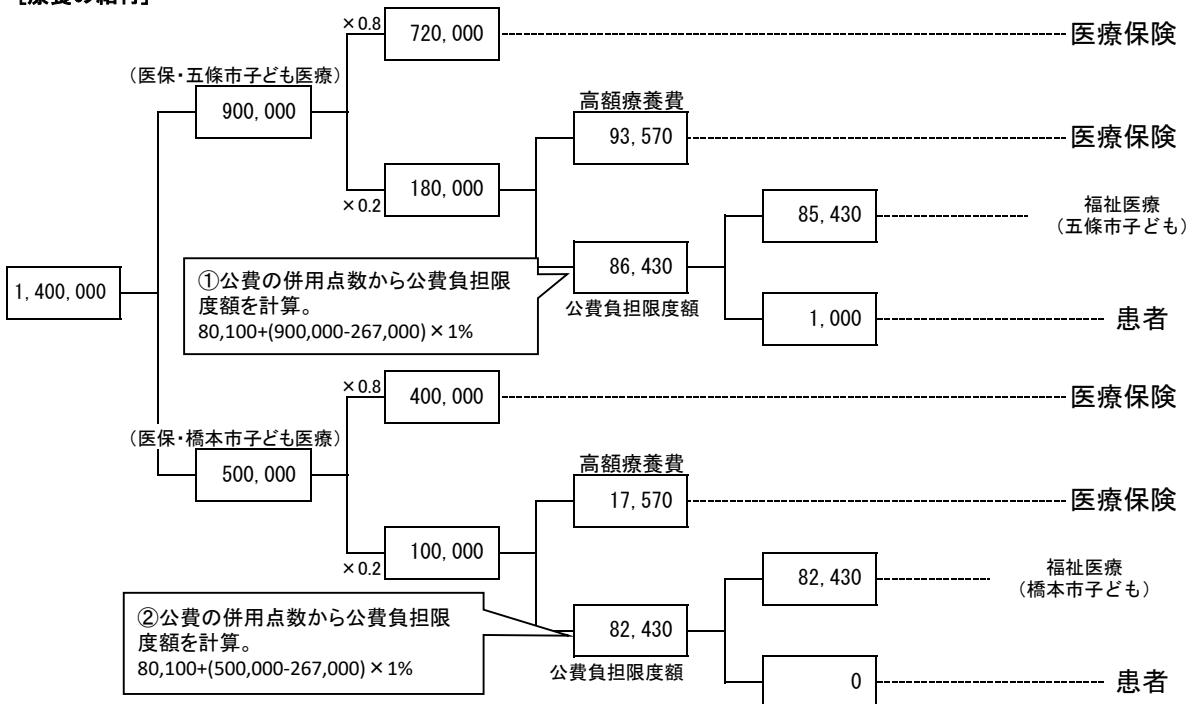 [療養の給付]
×0.8
720,000
医療保険
(医保・五條市子ども医療)
900,000
高額療養費
93,570
医療保険
×0.2
180,000
85,430
福祉医療
(五條市子ども)
1,400,000
①公費の併用点数から公費負担限
度額を計算。
80,100+(900,000-267,000)×1%
86,430
公費負担限度額
1,000
患者
×0.8
400,000
医療保険
(医保・橋本市子ども医療)
500,000
高額療養費
17,570
医療保険
×0.2
100,000
82,430
福祉医療
(橋本市子ども)
②公費の併用点数から公費負担限
度額を計算。
80,100+(500,000-267,000)×1%
82,430
公費負担限度額
0
患者